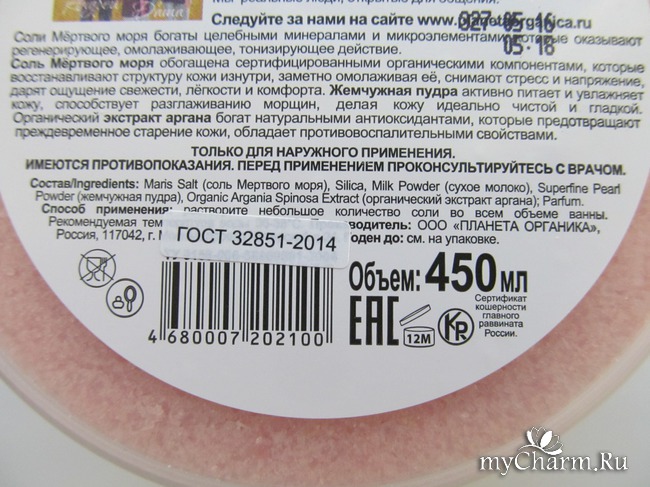 Следуйте за нами на сайте www.planetaorganica.ru
827 05 16
05 18
Соли Мёртвого моря богаты целебными минералами и микроэлементами, которые оказывают
регенерирующее, омолаживающее, тонизирующее действие.
Соль Мёртвого моря обогащена сертифицированными органическими компонентами, которые
восстанавливают структуру кожи изнутри, заметно омолаживая её, снимают стресс и напряжение,
дарят ощущение свежести, лёгкости и комфорта. Жемчужная пудра активно питает и увлажняет
кожу, способствует разглаживанию морщин, делая кожу идеально чистой и гладкой.
Органический экстракт аргана богат натуральными антиоксидантами, которые предотвращают
преждевременное старение кожи, обладает противовоспалительными свойствами.
ТОЛЬКО ДЛЯ НАРУЖНОГО ПРИМЕНЕНИЯ.
ИМЕЮТСЯ ПРОТИВОПОКАЗАНИЯ. ПЕРЕД ПРИМЕНЕНИЕМ ПРОКОНСУЛЬТИРУЙТЕСЬ С ВРАЧОМ.
Состав/Ingredients: Maris Salt (соль Мертвого моря), Silica, Milk Powder (сухое молоко), Superfine Pearl
Powder (жемчужная пудра), Organic Argania Spinosa Extract (органический экстракт аргана); Parfum.
Способ применения: растворите небольшое количество соли во всем объеме ванны.
Рекомендуемая ООО «ПЛАНЕТА ОРГАНИКА»,
Россия, 117042, г. до: см. на упаковке.
ГОСТ 32851-2014
Объем: 450 мл
4 680007 202100
EAC
12M
КР
Сертификат
кошерности
главного
раввината
России.
myCharm.Ru